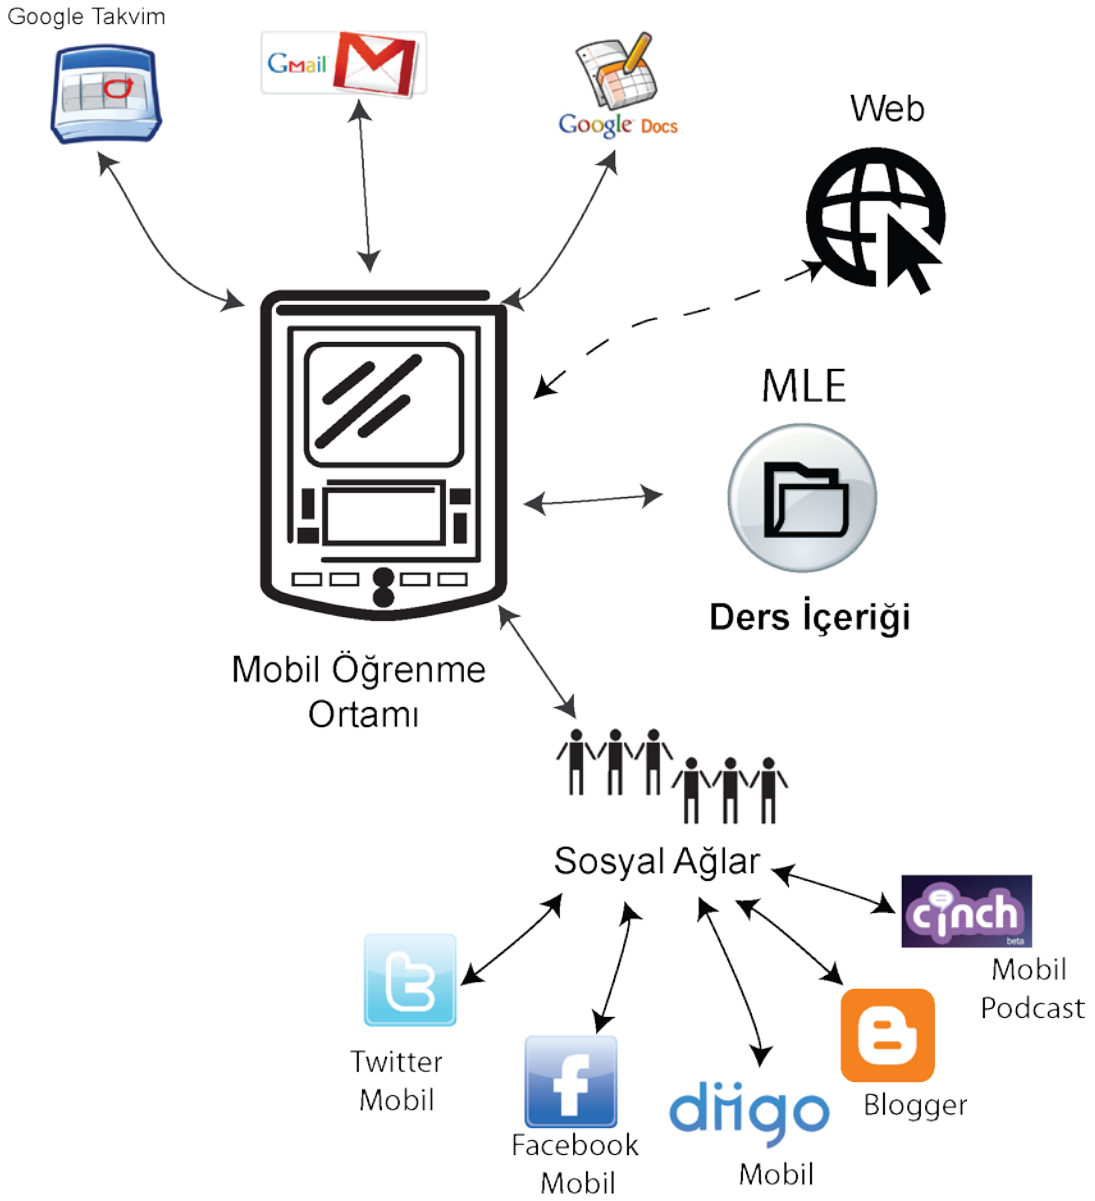 Google Takvim
Gmail
Google Docs
Web
MLE
Ders İçeriği
Mobil Öğrenme
Ortamı
Sosyal Ağlar
cinch
beta
Mobil
Podcast
Twitter
Mobil
Blogger
Facebook
Mobil
diigo
Mobil